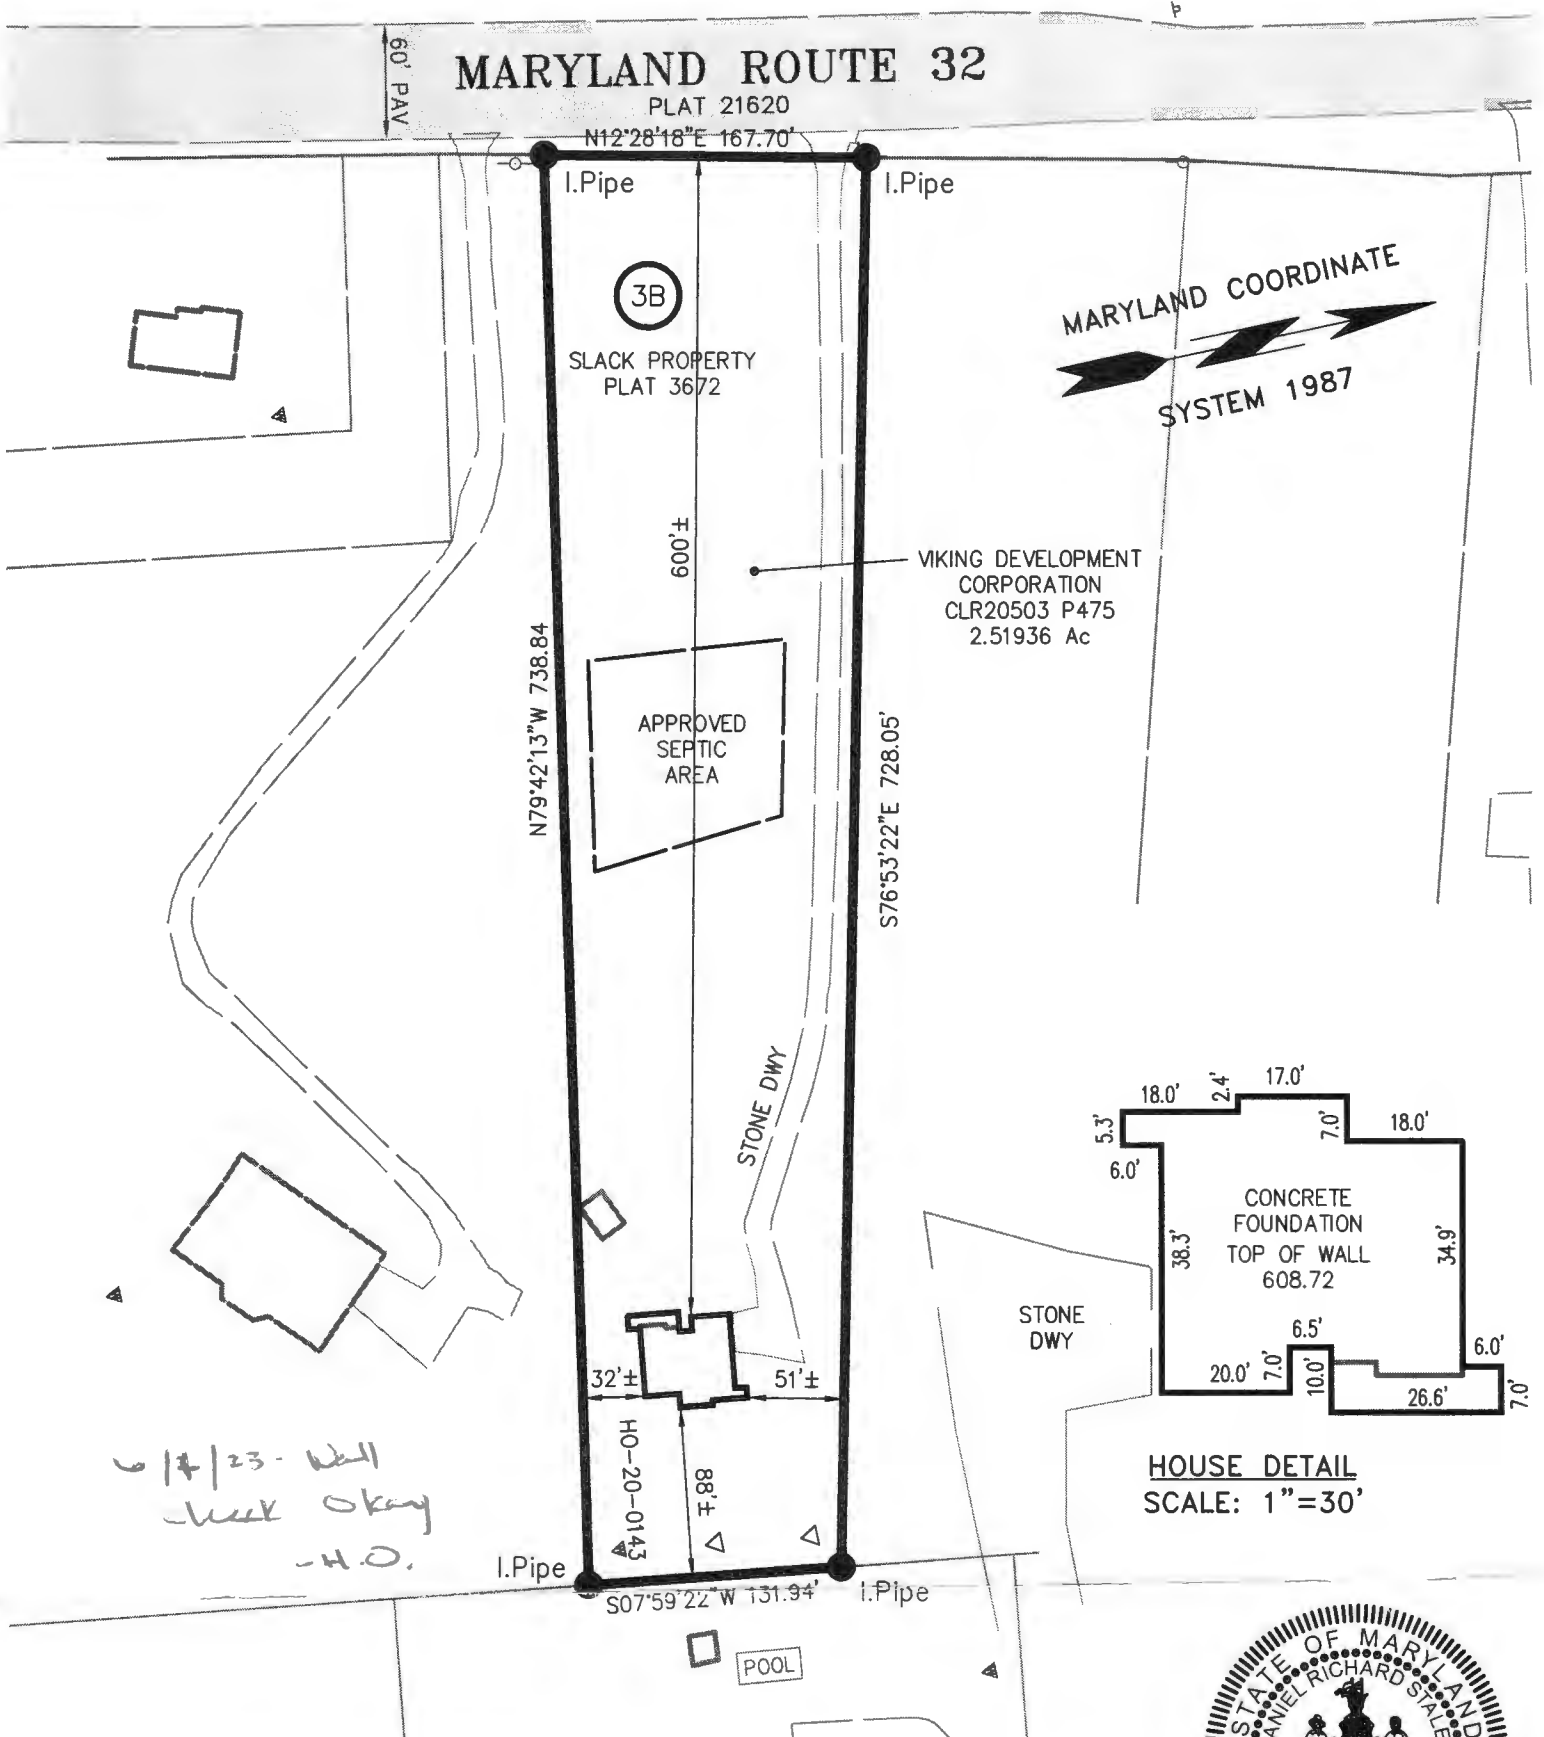 60' PAV
MARYLAND ROUTE 32
PLAT 21620
N12°28'18"E 167.70'
I.Pipe
I.Pipe
3B
SLACK PROPERTY
PLAT 3672
MARYLAND COORDINATE
SYSTEM 1987
600'±
VIKING DEVELOPMENT
CORPORATION
CLR20503 P475
2.51936 Ac
N79°42'13"W 738.84
APPROVED
SEPTIC
AREA
S76°53'22"E 728.05'
STONE DWY
18.0'
2.4'
17.0'
5.3'
7.0'
18.0'
6.0'
CONCRETE
FOUNDATION
TOP OF WALL
608.72
38.3'
34.9'
STONE
DWY
6.5'
6.0'
20.0'
7.0'
10.0'
26.6'
7.0'
HOUSE DETAIL
SCALE: 1"=30'
32'±
51'±
HO-20-0143
88'±
23 - Wall
Okay
-H.O.
I.Pipe
S07°59'22"W 131.94'
I.Pipe
POOL
STATE OF MARYLAND
DANIEL RICHARD